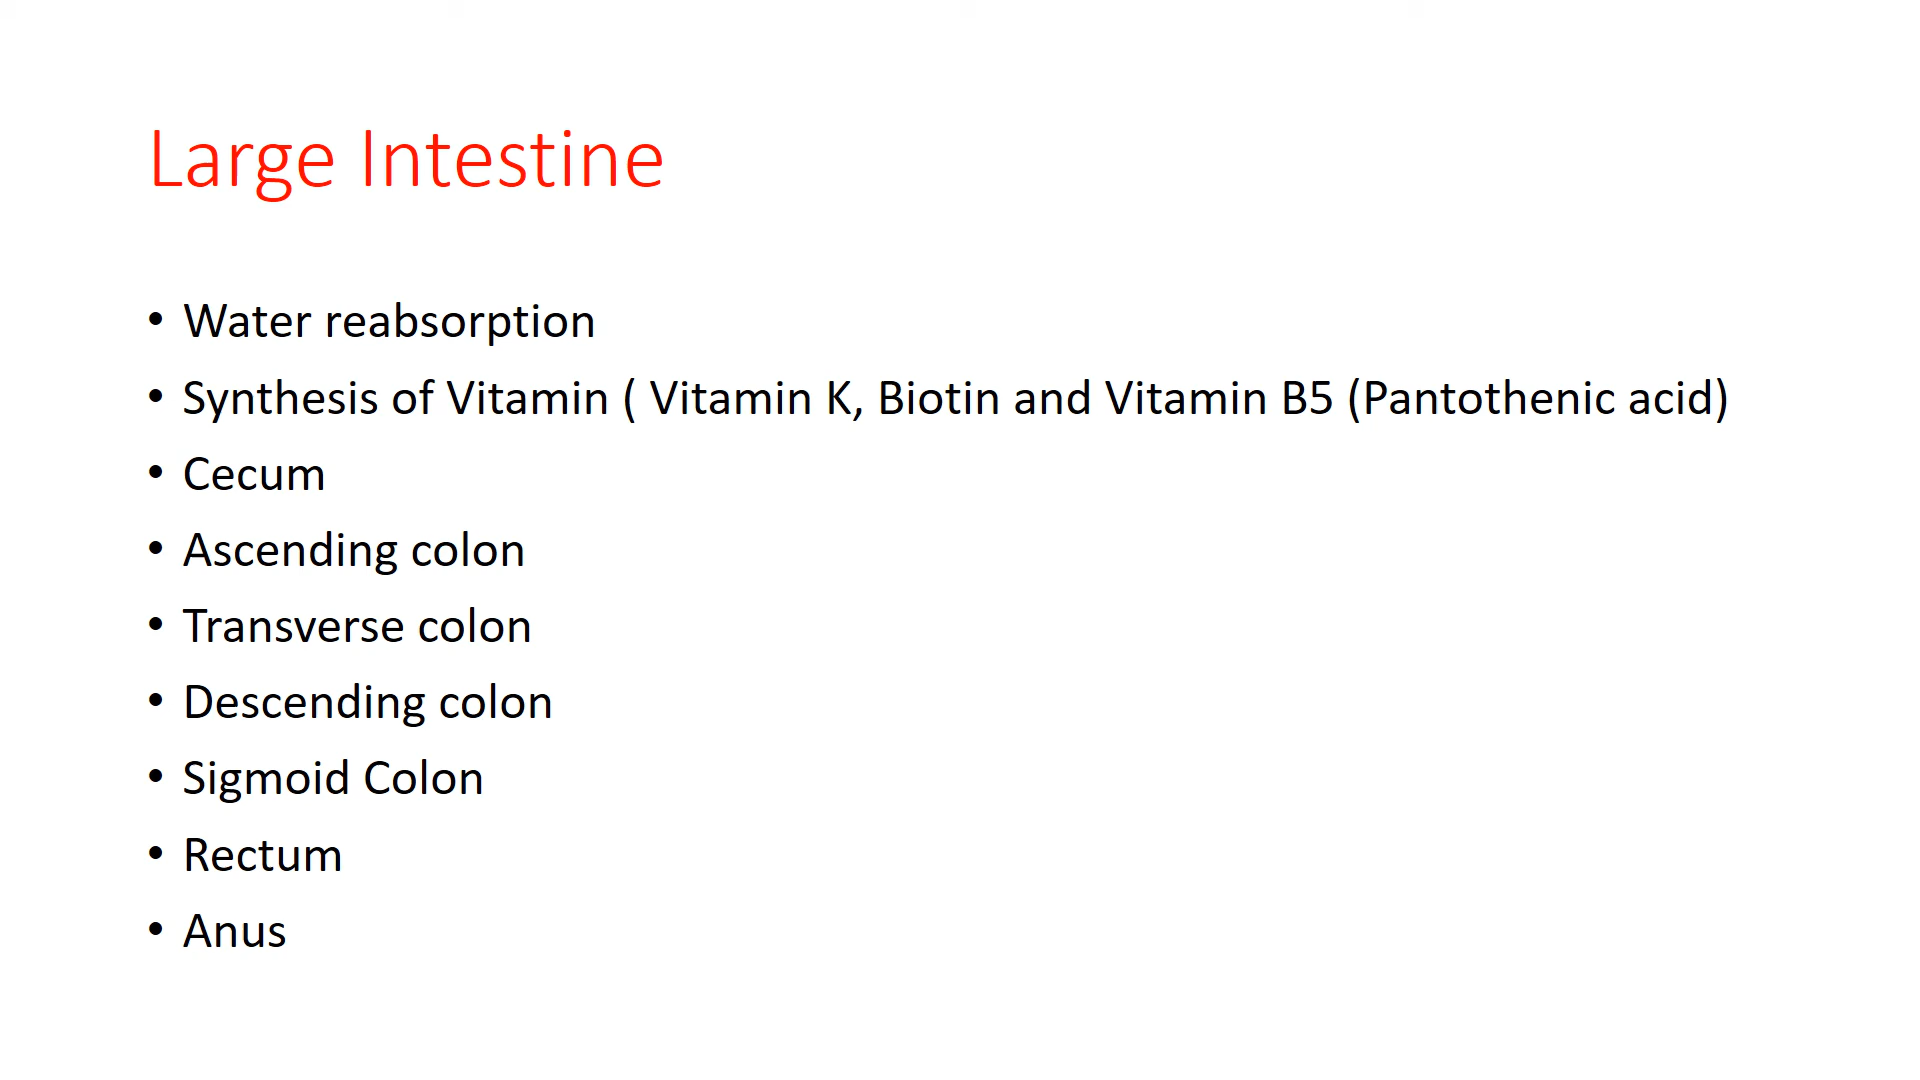 Large Intestine
• Water reabsorption
• Synthesis of Vitamin ( Vitamin K, Biotin and Vitamin B5 (Pantothenic acid)
• Cecum
• Ascending colon
• Transverse colon
• Descending colon
• Sigmoid Colon
• Rectum
• Anus